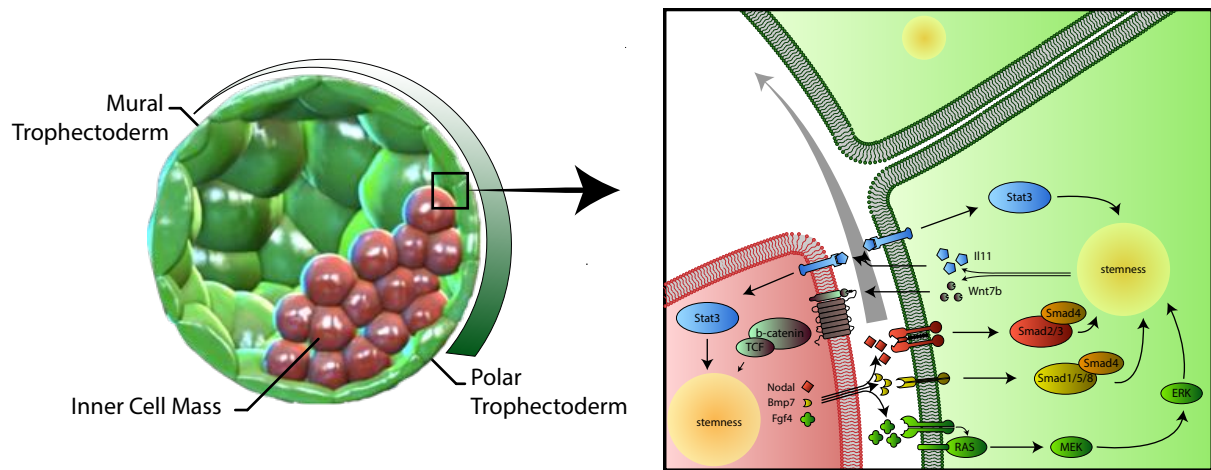 Mural
Trophectoderm
Inner Cell Mass
Polar
Trophectoderm
Stat3
Il11
stemness
Wnt7b
Stat3
b-catenin
TCF
Smad4
Smad2/3
Nodal
Bmp7
Fgf4
stemness
Smad4
Smad1/5/8
ERK
RAS
MEK